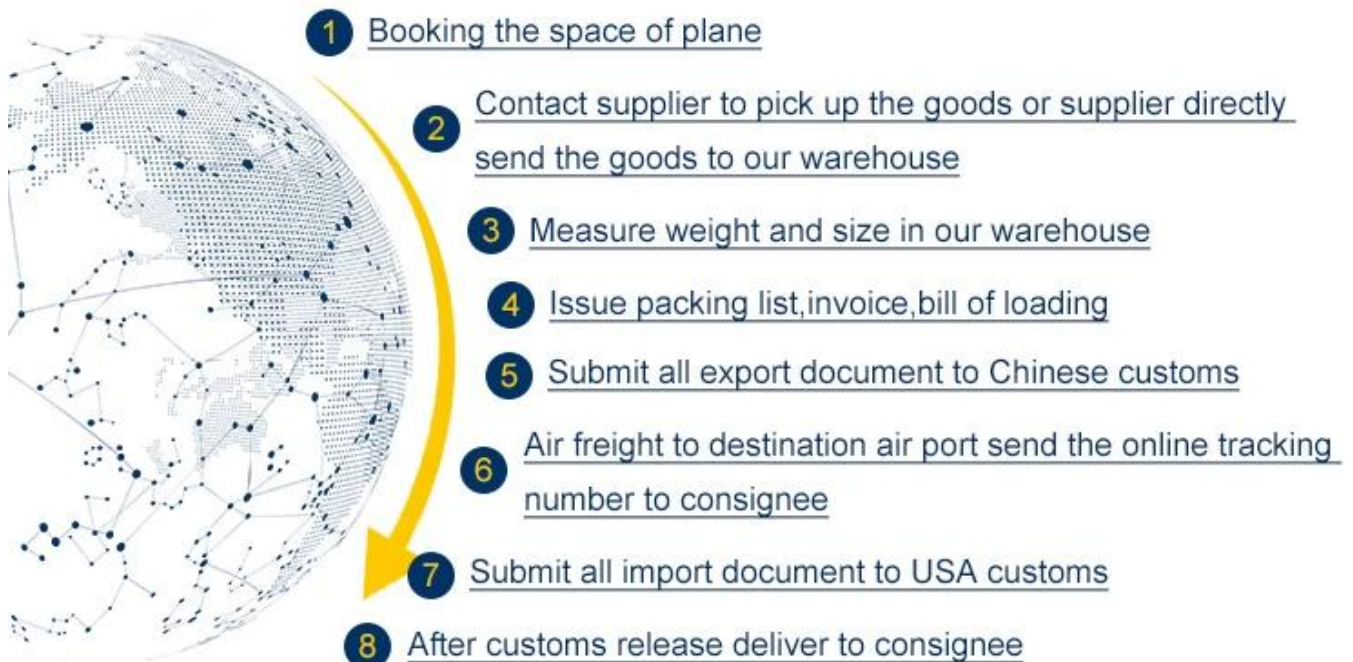 1 Booking the space of plane
2 Contact supplier to pick up the goods or supplier directly
send the goods to our warehouse
3 Measure weight and size in our warehouse
4 Issue packing list,invoice,bill of loading
5 Submit all export document to Chinese customs
6 Air freight to destination air port send the online tracking
number to consignee
7 Submit all import document to USA customs
8 After customs release deliver to consignee